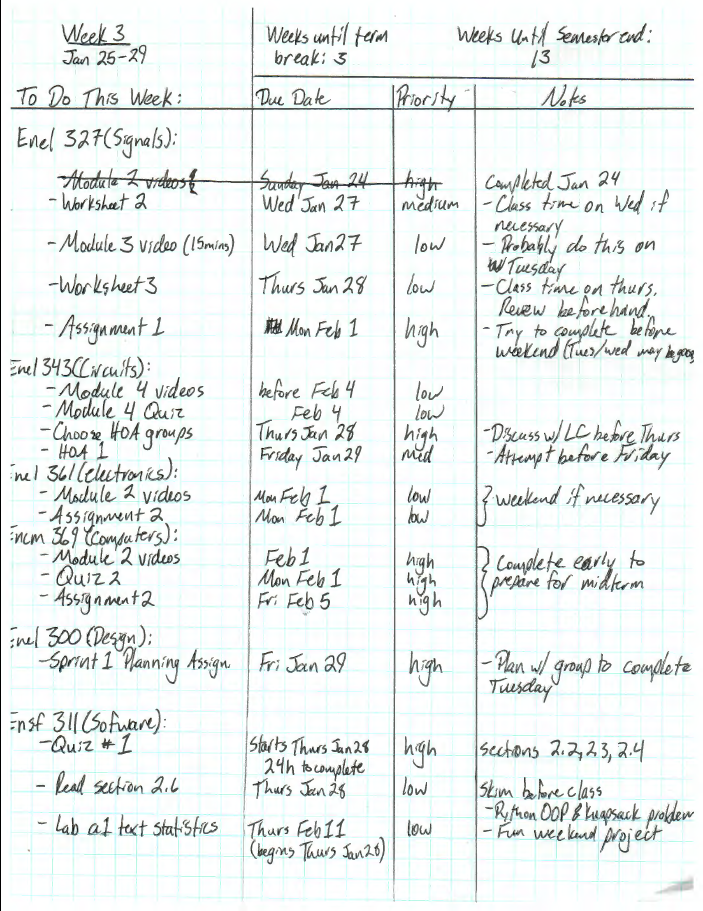 Week 3 Weeks until term Weeks Until Semester end:
Jan 25-29 break: 3 13
To Do This Week: Due Date Priority Notes
Enel 327(Signals):
Module 2 videos Sunday Jan 24 high Completed Jan 24
- Worksheet 2 Wed Jan 27 medium - Class time on Wed if
necessary
- Module 3 video (15mins) Wed Jan 27 low - Probably do this on
Tuesday
- Worksheet 3 Thurs Jan 28 low - Class time on thurs.
Review beforehand.
- Assignment 1 Mon Feb 1 high - Try to complete before
weekend (Tues/wed may be good
Enel 343(Circuits):
- Module 4 videos before Feb 4 low
- Module 4 Quiz Feb 4 low
- Choose HOA groups Thurs Jan 28 high - Discuss w/ LC before Thurs
- HOA 1 Friday Jan 29 med - Attempt before Friday
Enel 361(electronics):
- Module 2 videos Mon Feb 1 low weekend if necessary
- Assignment 2 Mon Feb 1 low
Encm 369(Computers):
- Module 2 videos Feb 1 high Complete early to
- Quiz 2 Mon Feb 1 high prepare for midterm
- Assignment 2 Fri Feb 5 high
Enel 300 (Design):
- Sprint 1 Planning Assign. Fri Jan 29 high - Plan w/ group to complete
Tuesday
Ensf 311(Sofware):
- Quiz # 1 Starts Thurs Jan 28 high Sections 2.2, 2.3, 2.4
24h to complete
- Read section 2.6 Thurs Jan 28 low Skim before class
- Python OOP & knapsack problem
- Lab a1 text statistics Thurs Feb 11 low - Fun weekend project
(begins Thurs Jan 28)